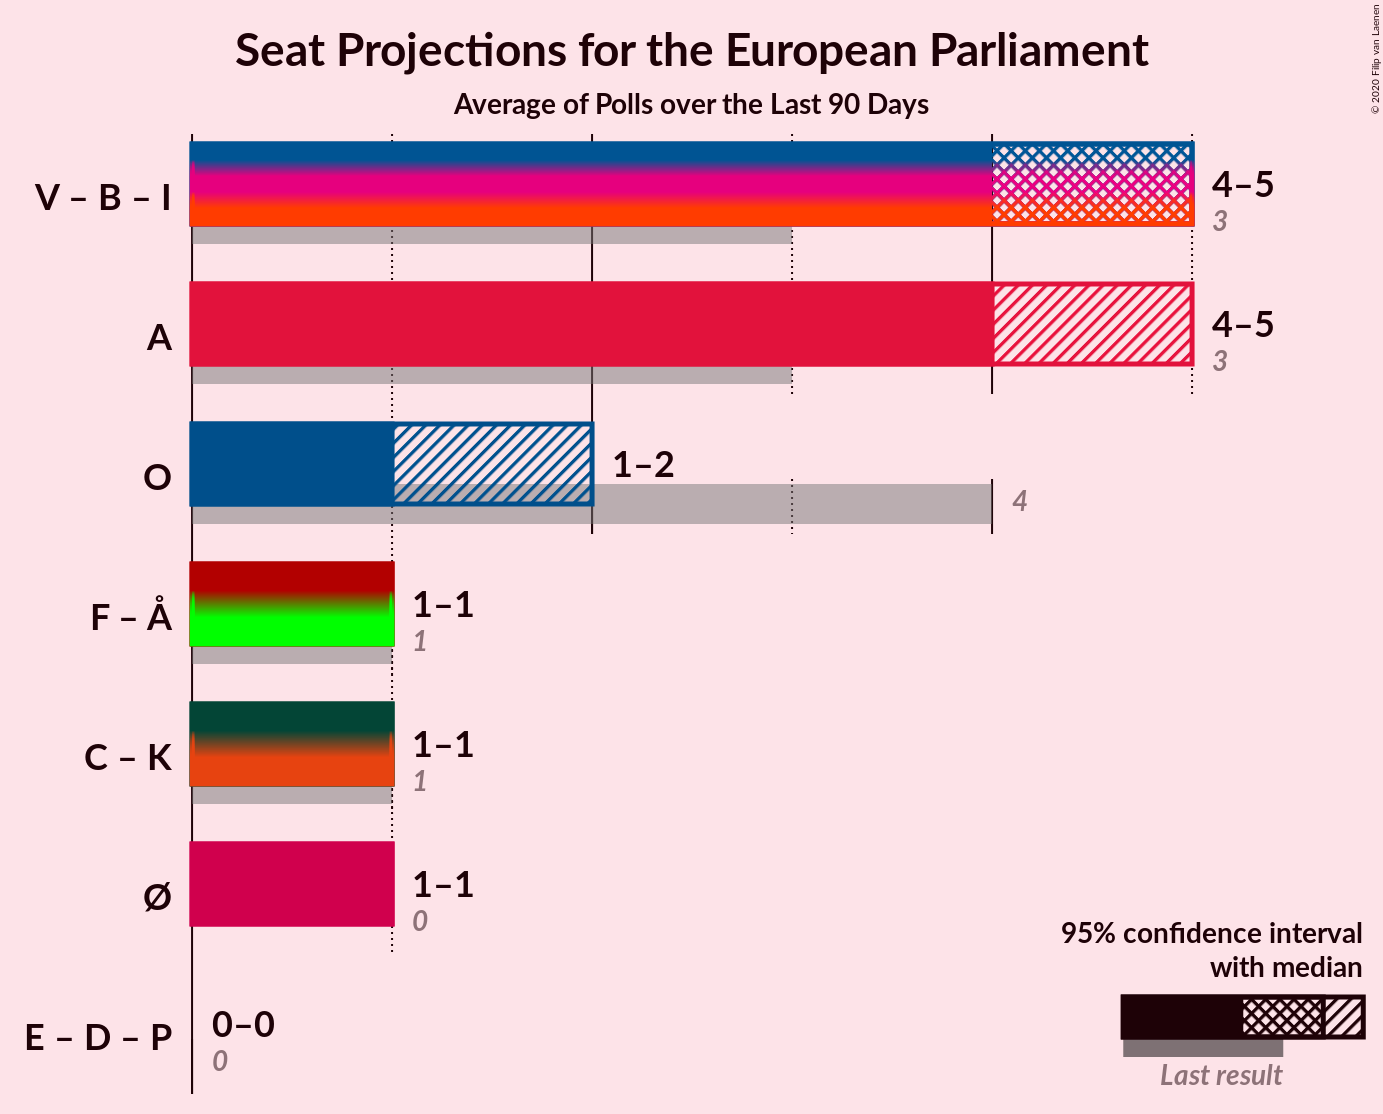 Seat Projections for the European Parliament
Average of Polls over the Last 90 Days
© 2020 Filip van Laenen
V – B – I
4–5
3
A
4–5
3
O
1–2
4
F – Å
1–1
1
C – K
1–1
1
Ø
1–1
0
E – D – P
0–0
0
95% confidence interval
with median
Last result